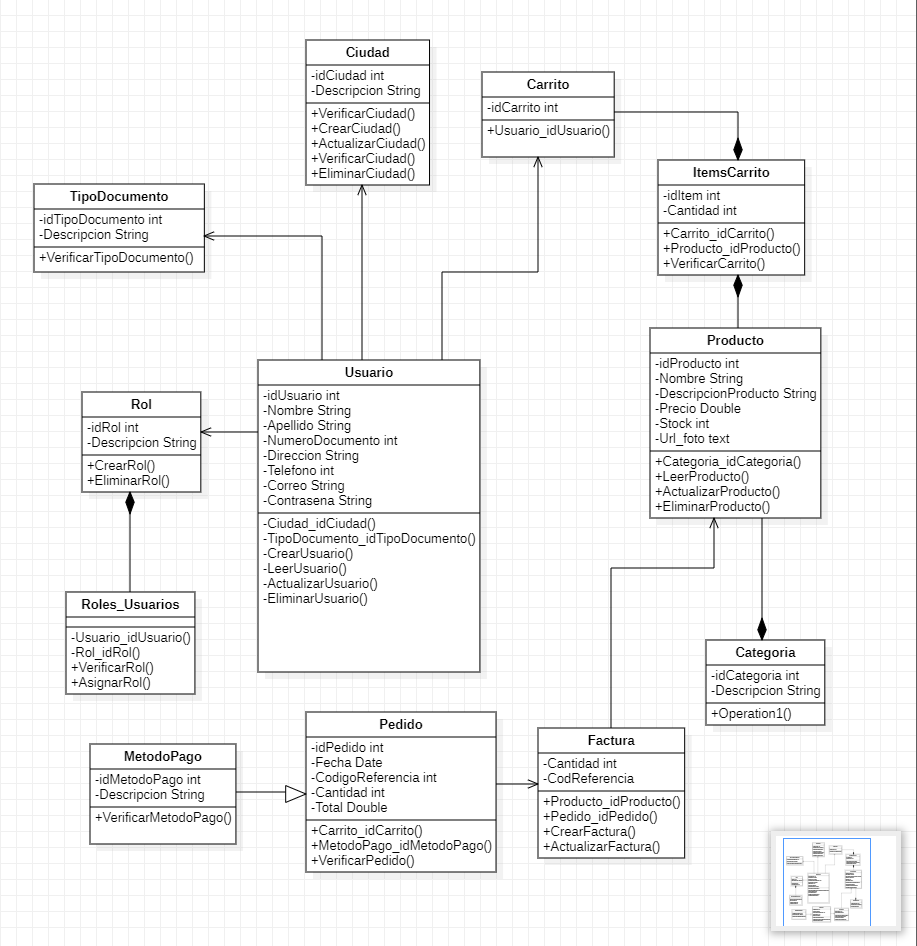 Ciudad
-idCiudad int
-Descripcion String
+VerificarCiudad()
+CrearCiudad()
+ActualizarCiudad()
+VerificarCiudad()
+EliminarCiudad()
Carrito
-idCarrito int
+Usuario_idUsuario()
TipoDocumento
-idTipoDocumento int
-Descripcion String
+VerificarTipoDocumento()
ItemsCarrito
-idItem int
-Cantidad int
+Carrito_idCarrito()
+Producto_idProducto()
+VerificarCarrito()
Producto
-idProducto int
-Nombre String
-DescripcionProducto String
-Precio Double
-Stock int
-Url_foto text
+Categoria_idCategoria()
+LeerProducto()
+ActualizarProducto()
+EliminarProducto()
Usuario
-idUsuario int
-Nombre String
-Apellido String
-NumeroDocumento int
-Direccion String
-Telefono int
-Correo String
-Contrasena String
-Ciudad_idCiudad()
-TipoDocumento_idTipoDocumento()
-CrearUsuario()
-LeerUsuario()
-ActualizarUsuario()
-EliminarUsuario()
Rol
-idRol int
-Descripcion String
+CrearRol()
+EliminarRol()
Roles_Usuarios
-Usuario_idUsuario()
-Rol_idRol()
+VerificarRol()
+AsignarRol()
Categoria
-idCategoria int
-Descripcion String
+Operation1()
MetodoPago
-idMetodoPago int
-Descripcion String
+VerificarMetodoPago()
Pedido
-idPedido int
-Fecha Date
-CodigoReferencia int
-Cantidad int
-Total Double
+Carrito_idCarrito()
+MetodoPago_idMetodoPago()
+VerificarPedido()
Factura
-Cantidad int
-CodReferencia
+Producto_idProducto()
+Pedido_idPedido()
+CrearFactura()
+ActualizarFactura()